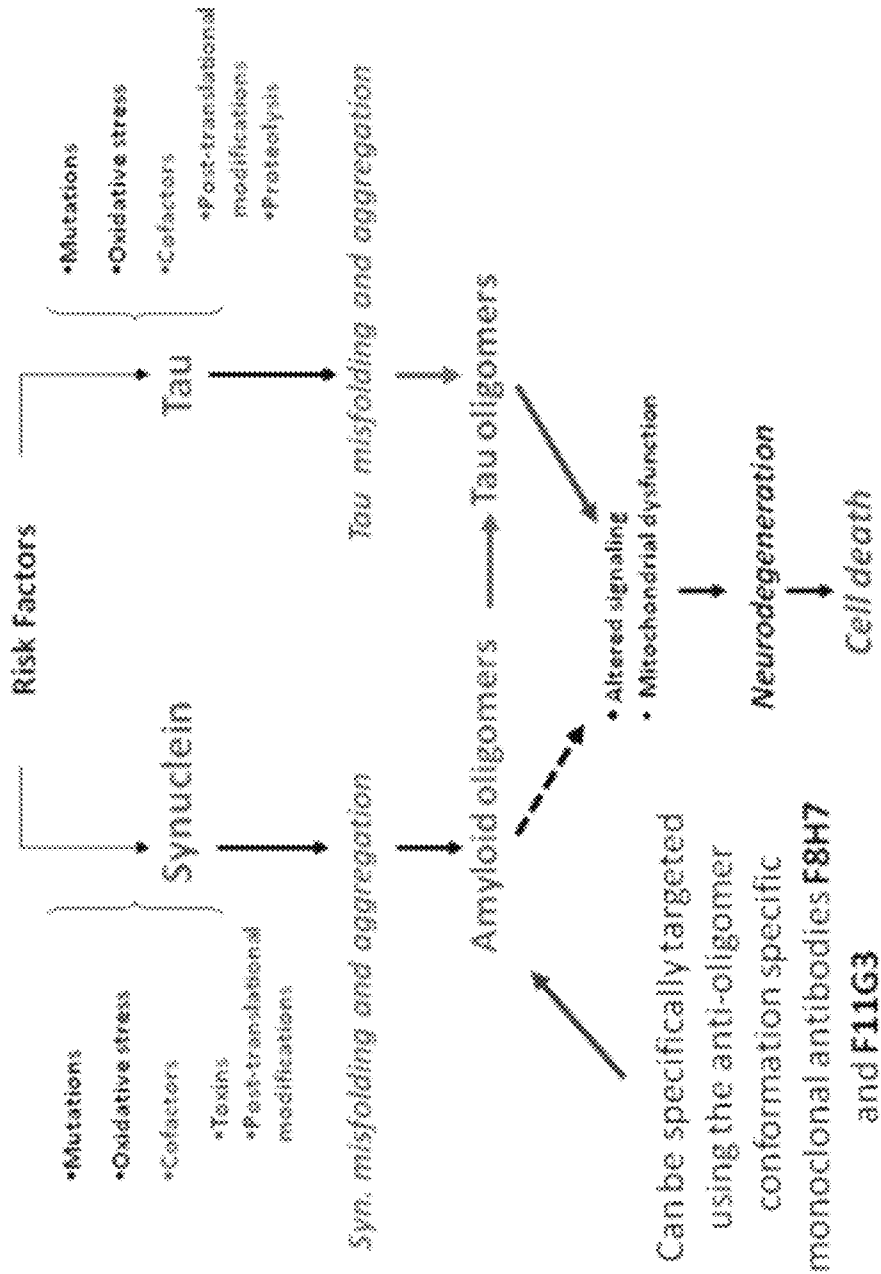 Risk Factors
•Mutations
•Oxidative stress
•Cofactors
•Toxins
•Post-translational
modifications
Synuclein
Tau
•Mutations
•Oxidative stress
•Cofactors
•Post-translational
modifications
•Proteolysis
Syn. misfolding and aggregation
Tau misfolding and aggregation
Amyloid oligomers
Tau oligomers
• Altered signaling
• Mitochondrial dysfunction
Neurodegeneration
Cell death
Can be specifically targeted
using the anti-oligomer
conformation specific
monoclonal antibodies F8H7
and F11G3